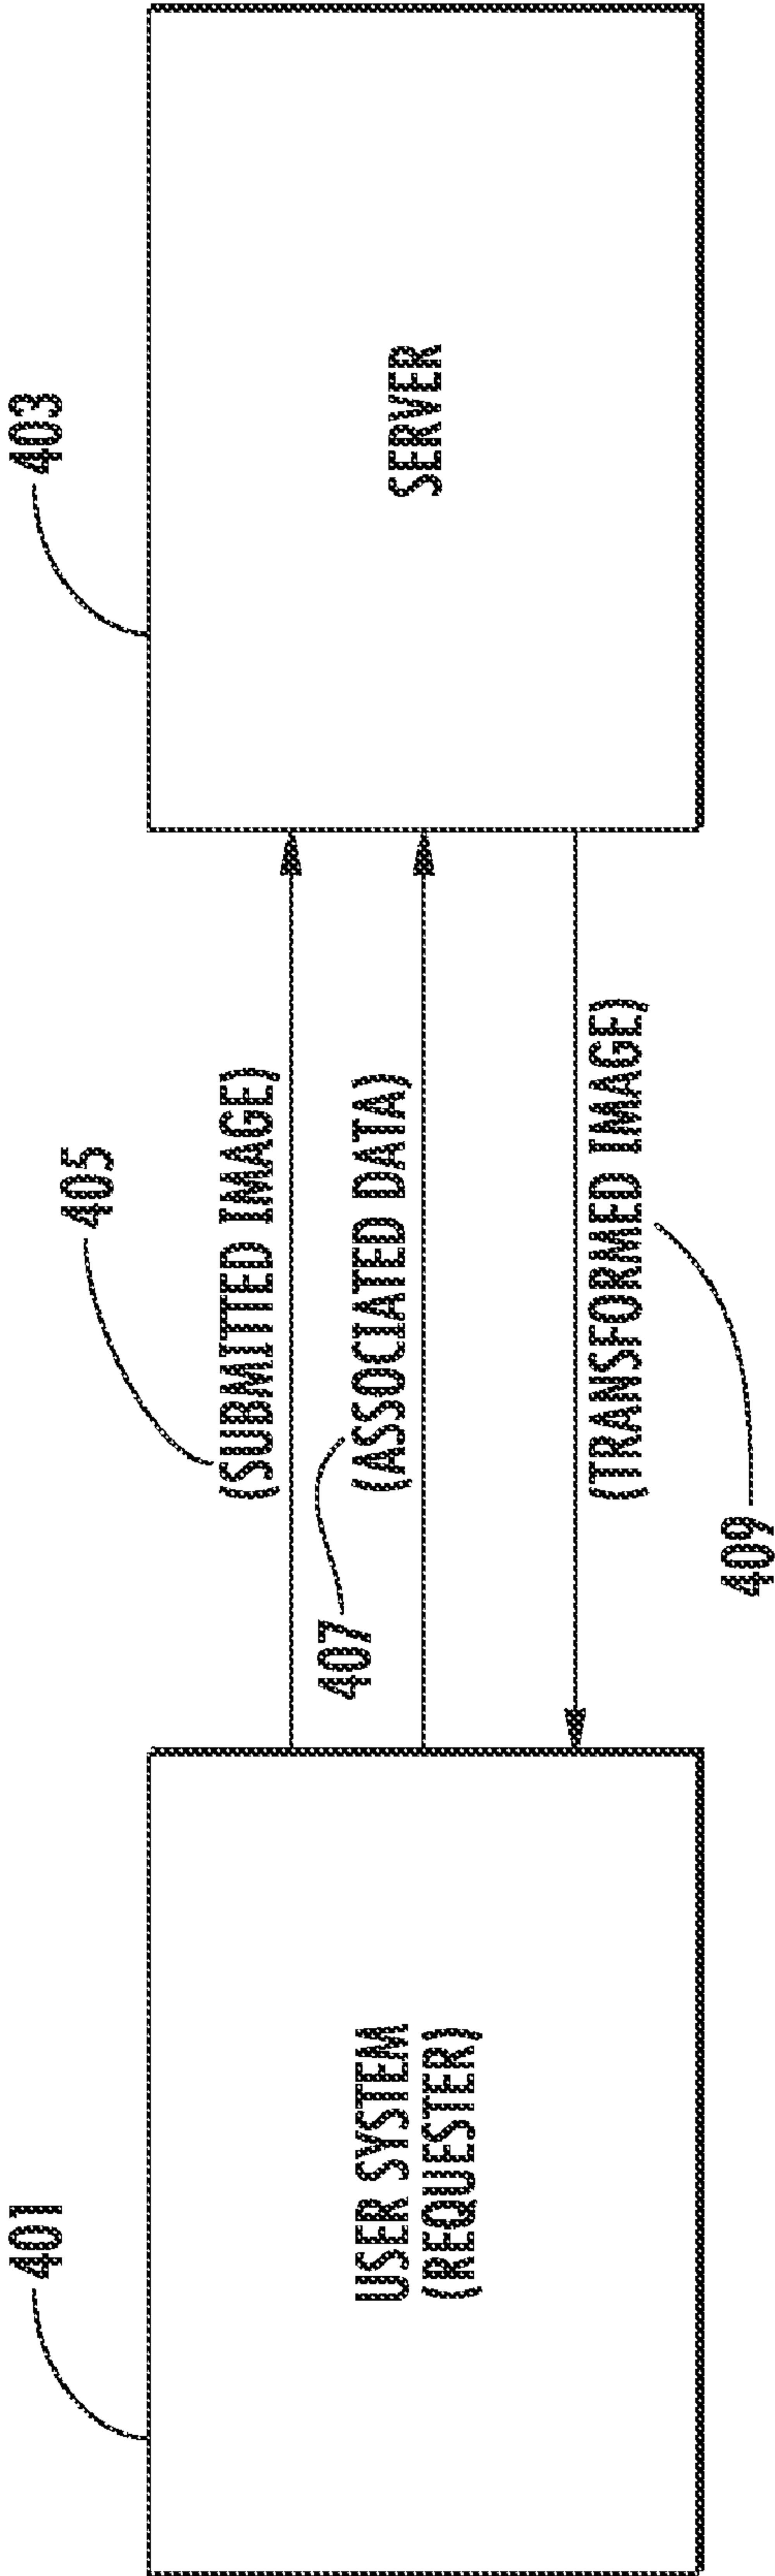 401
403
405
(SUBMITTED IMAGE)
407
(ASSOCIATED DATA)
USER SYSTEM
(REQUESTER)
SERVER
(TRANSFORMED IMAGE)
409